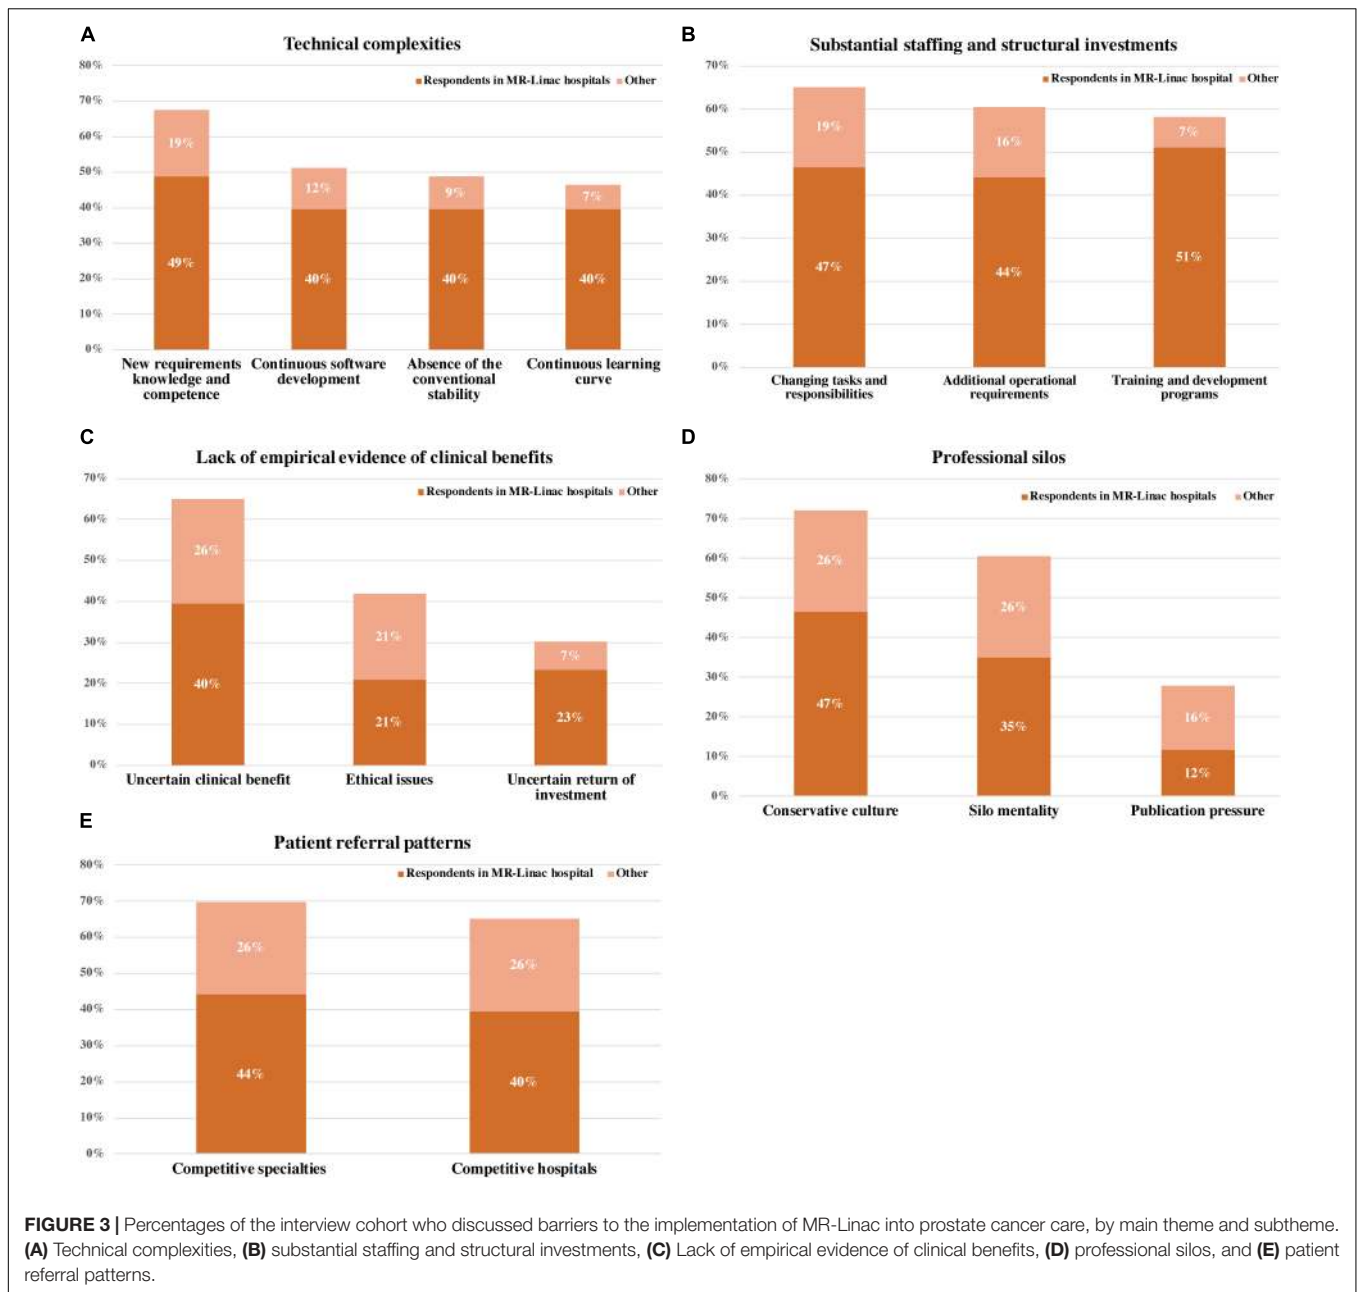 A
Technical complexities
Respondents in MR-Linac hospitals Other
80%
70%
60%
50%
40%
30%
20%
10%
0%
19%
49%
12%
40%
9%
40%
7%
40%
New requirements knowledge and competence
Continuous software development
Absence of the conventional stability
Continuous learning curve
B
Substantial staffing and structural investments
Respondents in MR-Linac hospital Other
70%
60%
50%
40%
30%
20%
10%
0%
19%
47%
16%
44%
7%
51%
Changing tasks and responsibilities
Additional operational requirements
Training and development programs
C
Lack of empirical evidence of clinical benefits
Respondents in MR-Linac hospitals Other
70%
60%
50%
40%
30%
20%
10%
0%
26%
40%
21%
21%
7%
23%
Uncertain clinical benefit
Ethical issues
Uncertain return of investment
D
Professional silos
Respondents in MR-Linac hospitals Other
80%
70%
60%
50%
40%
30%
20%
10%
0%
26%
47%
26%
35%
16%
12%
Conservative culture
Silo mentality
Publication pressure
E
Patient referral patterns
Respondents in MR-Linac hospital Other
80%
70%
60%
50%
40%
30%
20%
10%
0%
26%
44%
26%
40%
Competitive specialties
Competitive hospitals
FIGURE 3 | Percentages of the interview cohort who discussed barriers to the implementation of MR-Linac into prostate cancer care, by main theme and subtheme.
(A) Technical complexities, (B) substantial staffing and structural investments, (C) Lack of empirical evidence of clinical benefits, (D) professional silos, and (E) patient
referral patterns.